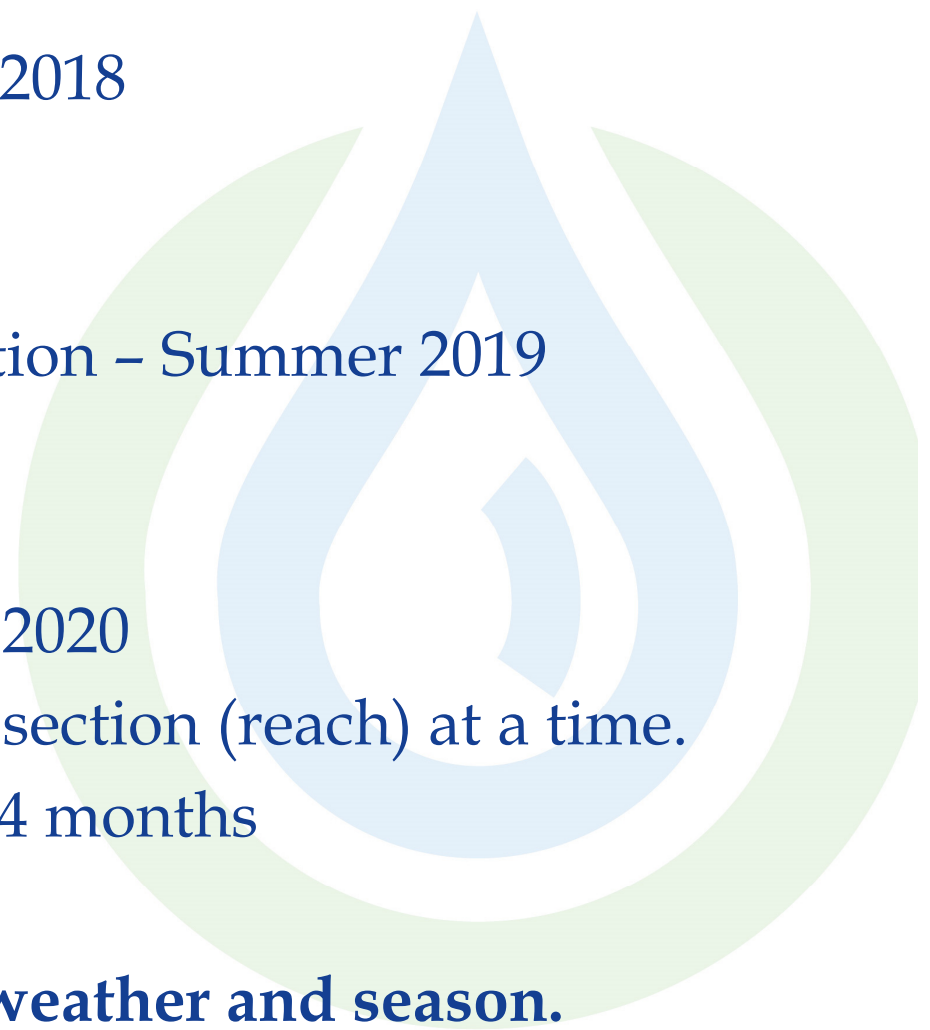 2018
tion – Summer 2019
2020
section (reach) at a time.
4 months
weather and season.